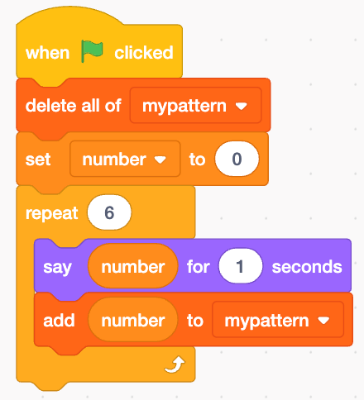 when clicked
delete all of mypattern
set number to 0
repeat 6
say number for 1 seconds
add number to mypattern